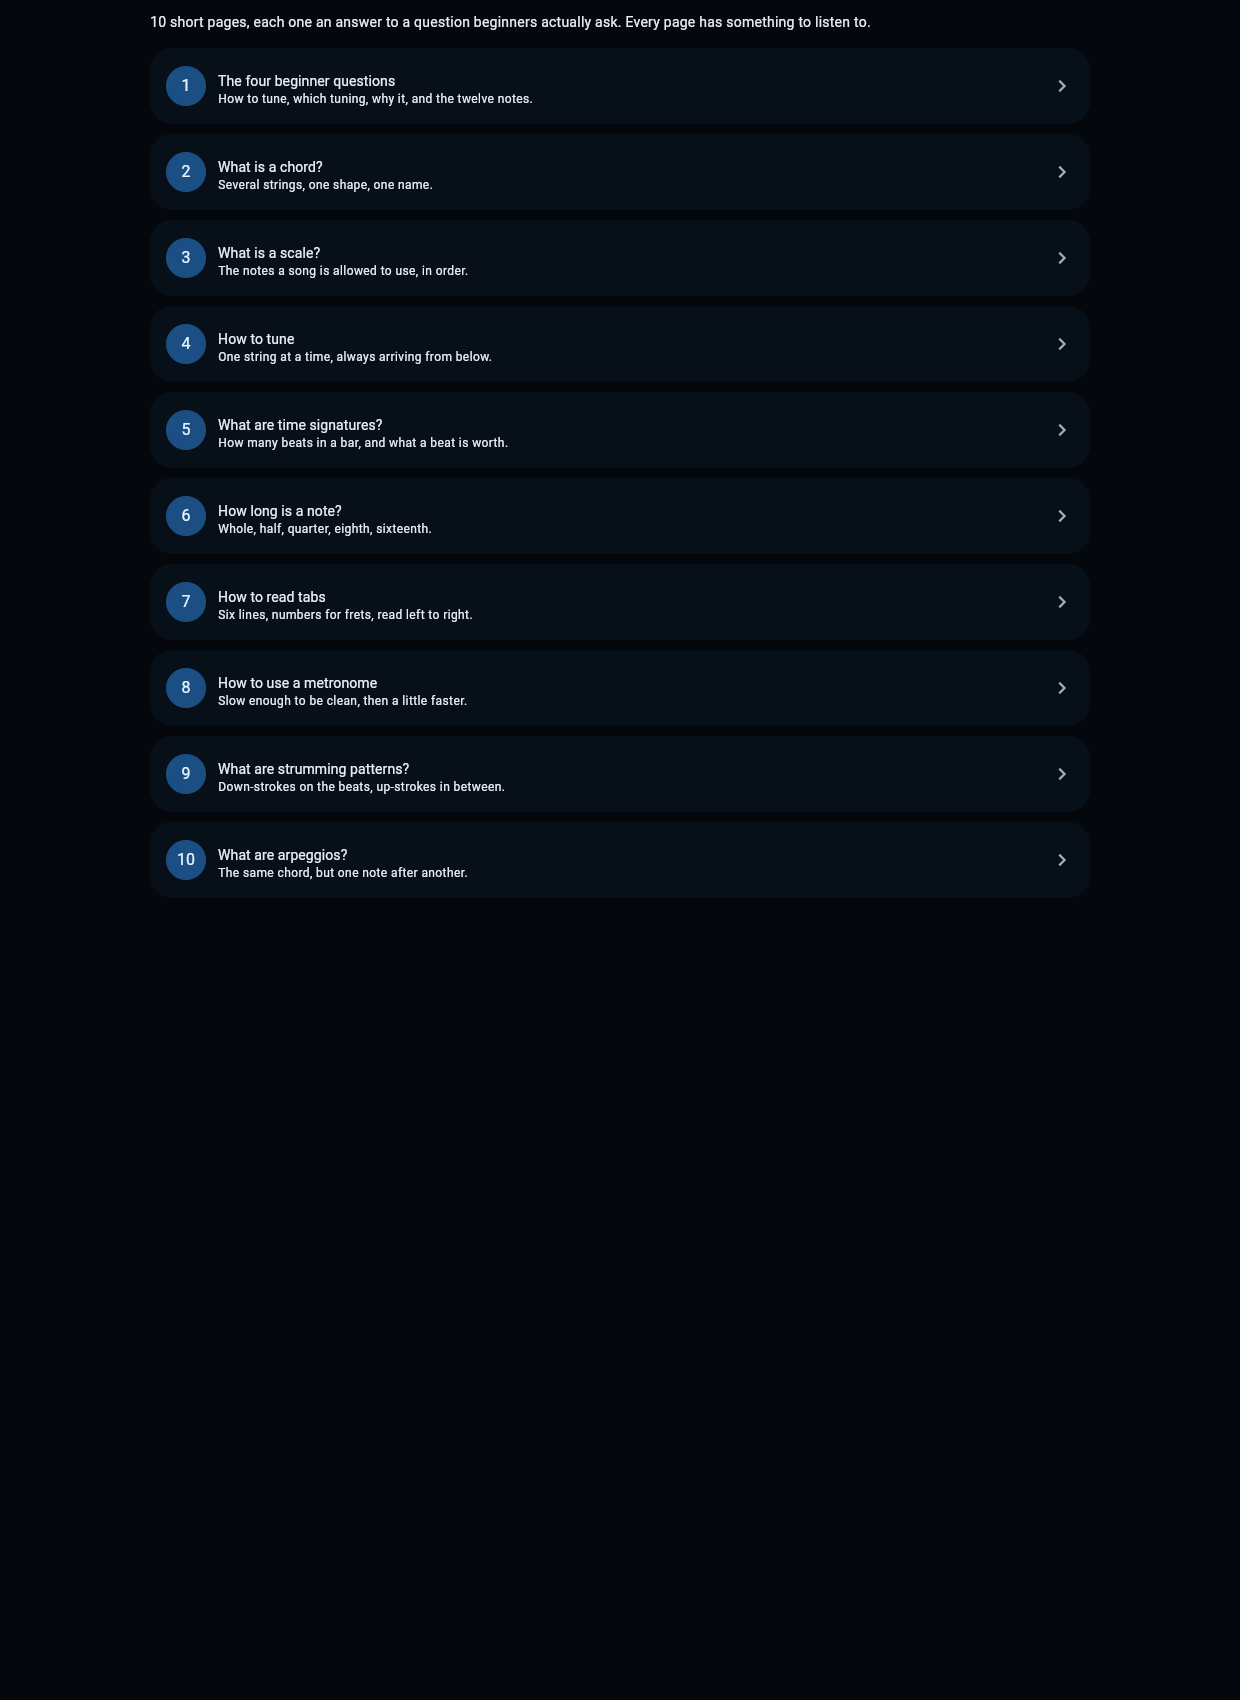 10 short pages, each one an answer to a question beginners actually ask. Every page has something to listen to.
1
The four beginner questions
How to tune, which tuning, why it, and the twelve notes.
2
What is a chord?
Several strings, one shape, one name.
3
What is a scale?
The notes a song is allowed to use, in order.
4
How to tune
One string at a time, always arriving from below.
5
What are time signatures?
How many beats in a bar, and what a beat is worth.
6
How long is a note?
Whole, half, quarter, eighth, sixteenth.
7
How to read tabs
Six lines, numbers for frets, read left to right.
8
How to use a metronome
Slow enough to be clean, then a little faster.
9
What are strumming patterns?
Down-strokes on the beats, up-strokes in between.
10
What are arpeggios?
The same chord, but one note after another.